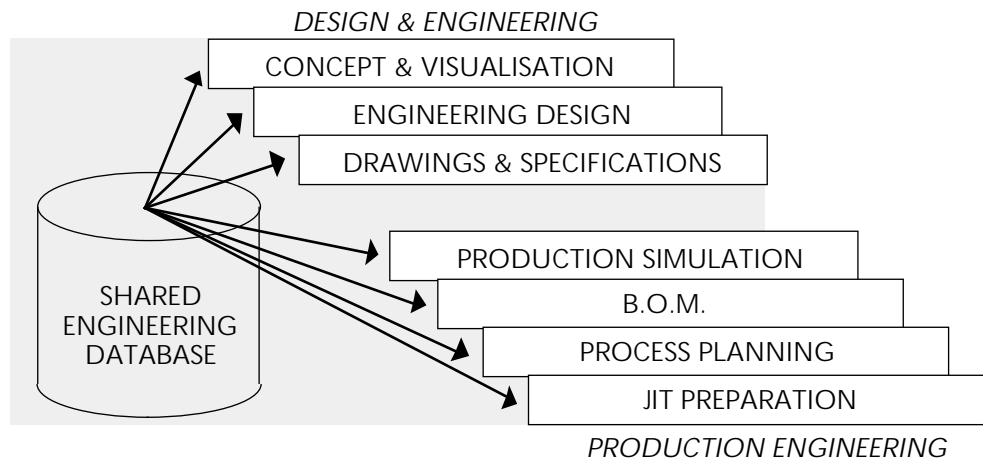 DESIGN & ENGINEERING
CONCEPT & VISUALISATION
ENGINEERING DESIGN
DRAWINGS & SPECIFICATIONS
SHARED
ENGINEERING
DATABASE
PRODUCTION SIMULATION
B.O.M.
PROCESS PLANNING
JIT PREPARATION
PRODUCTION ENGINEERING